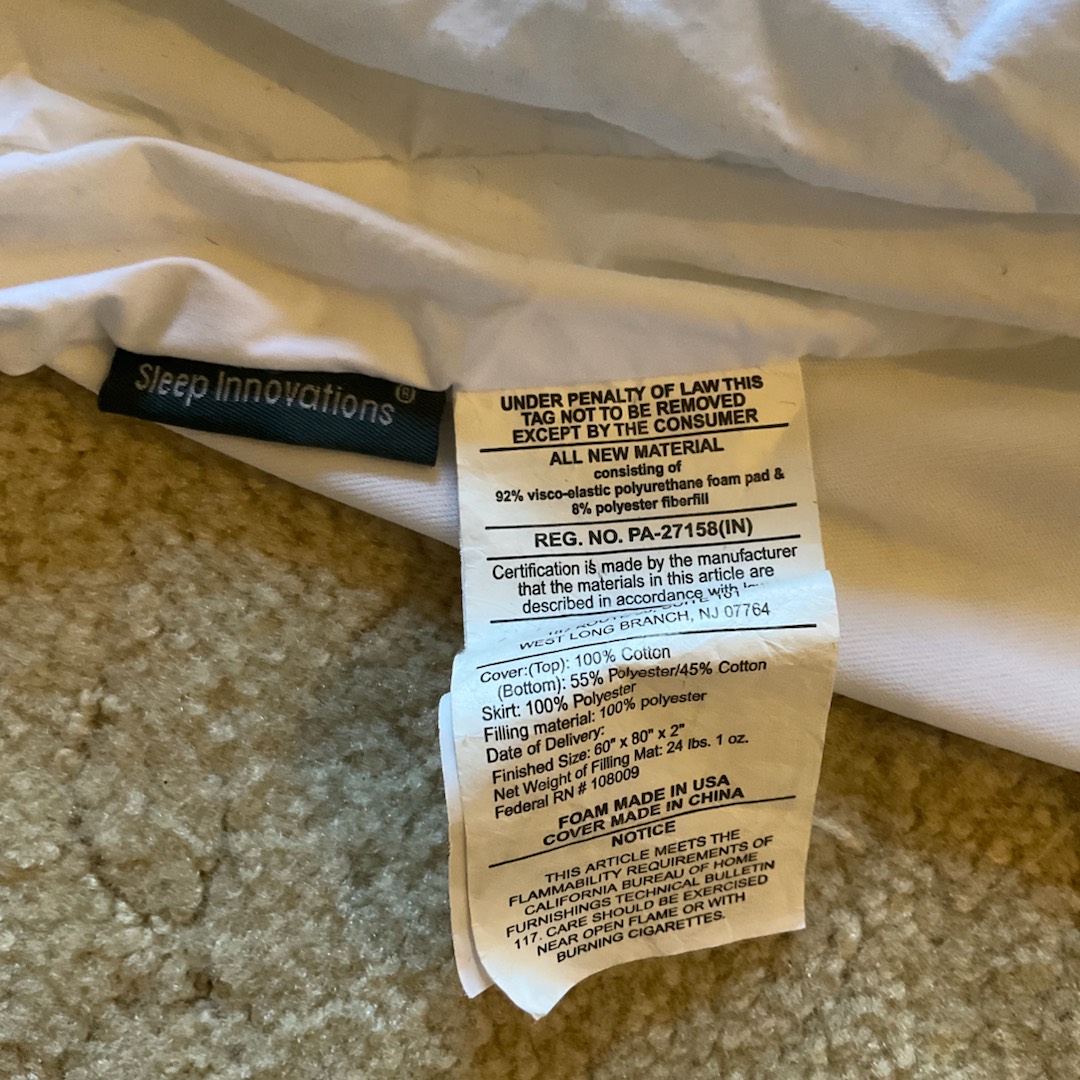 Sleep Innovations®
UNDER PENALTY OF LAW THIS
TAG NOT TO BE REMOVED
EXCEPT BY THE CONSUMER
ALL NEW MATERIAL
consisting of
92% visco-elastic polyurethane foam pad &
8% polyester fiberfill
REG. NO. PA-27158(IN)
Certification is made by the manufacturer
that the materials in this article are
described in accordance with
WEST LONG BRANCH, NJ 07764
Cover:(Top): 100% Cotton
(Bottom): 55% Polyester/45% Cotton
Skirt: 100% Polyester
Filling material: 100% polyester
Date of Delivery:
Finished Size: 60" x 80" x 2"
Net Weight of Filling Mat: 24 lbs. 1 oz.
Federal RN # 108009
FOAM MADE IN USA
COVER MADE IN CHINA
NOTICE
THIS ARTICLE MEETS THE
FLAMMABILITY REQUIREMENTS OF
CALIFORNIA BUREAU OF HOME
FURNISHINGS TECHNICAL BULLETIN
117. CARE SHOULD BE EXERCISED
NEAR OPEN FLAME OR WITH
BURNING CIGARETTES.